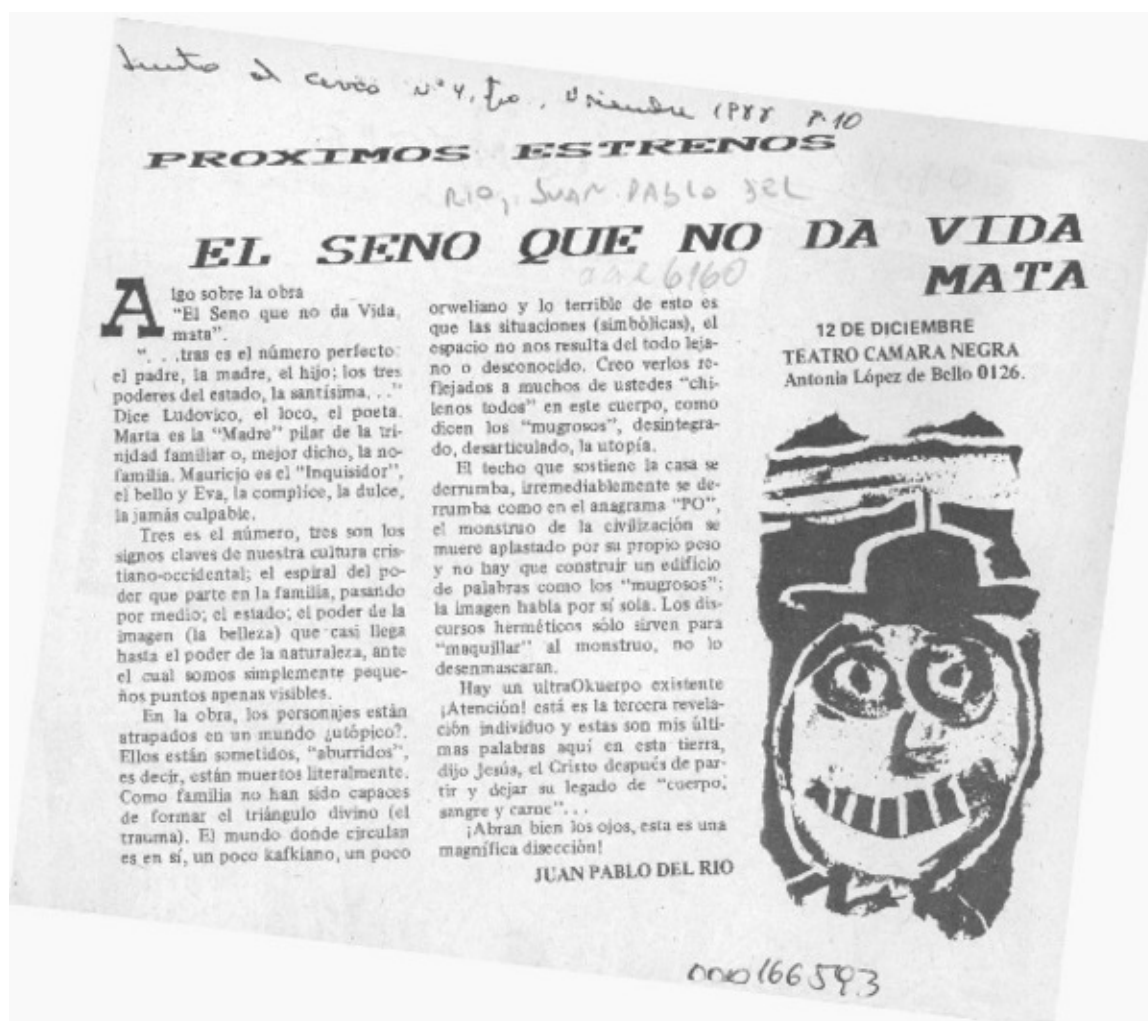 al cerco Nº 4, Stgo, Diciembre 1988 P.10
PROXIMOS ESTRENOS
RIO, JUAN PABLO DEL
EL SENO QUE NO DA VIDA
MATA
aae6160
Algo sobre la obra
"El Seno que no da Vida,
mata".
". . .tras es el número perfecto:
el padre, la madre, el hijo; los tres
poderes del estado, la santísima. . ."
Dice Ludovico, el loco, el poeta.
Marta es la "Madre" pilar de la tri-
nidad familiar o, mejor dicho, la no-
familia. Mauricio es el "Inquisidor",
el bello y Eva, la complice, la dulce,
la jamás culpable.
Tres es el número, tres son los
signos claves de nuestra cultura cris-
tiano-occidental; el espiral del po-
der que parte en la familia, pasando
por medio; el estado; el poder de la
imagen (la belleza) que casi llega
hasta el poder de la naturaleza, ante
el cual somos simplemente peque-
ños puntos apenas visibles.
En la obra, los personajes están
atrapados en un mundo ¿utópico?.
Ellos están sometidos, "aburridos",
es decir, están muertos literalmente.
Como familia no han sido capaces
de formar el triángulo divino (el
trauma). El mundo donde circulan
es en sí, un poco kafkiano, un poco
orweliano y lo terrible de esto es
que las situaciones (simbólicas), el
espacio no nos resulta del todo leja-
no o desconocido. Creo verlos re-
flejados a muchos de ustedes "chi-
lenos todos" en este cuerpo, como
dicen los "mugrosos", desintegra-
do, desarticulado, la utopía.
El techo que sostiene la casa se
derrumba, irremediablemente se de-
rrumba como en el anagrama "PO",
el monstruo de la civilización se
muere aplastado por su propio peso
y no hay que construir un edificio
de palabras como los "mugrosos";
la imagen habla por sí sola. Los dis-
cursos herméticos sólo sirven para
"maquillar" al monstruo, no lo
desenmascaran.
Hay un ultraOkuerpo existente
¡Atención! está es la tercera revela-
ción individuo y estas son mis últi-
mas palabras aquí en esta tierra,
dijo Jesús, el Cristo después de par-
tir y dejar su legado de "cuerpo,
sangre y carne". . .
¡Abran bien los ojos, esta es una
magnífica disección!
JUAN PABLO DEL RIO
12 DE DICIEMBRE
TEATRO CAMARA NEGRA
Antonia López de Bello 0126.
000166593